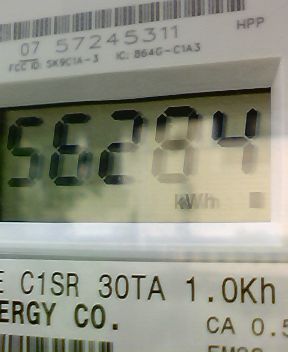 HPP
07 57245311
FCC ID: SK9C1A-3 IC: 864G-C1A3
56284
kWh
E C1SR 30TA 1.0Kh
ERGY CO.
CA 0.5